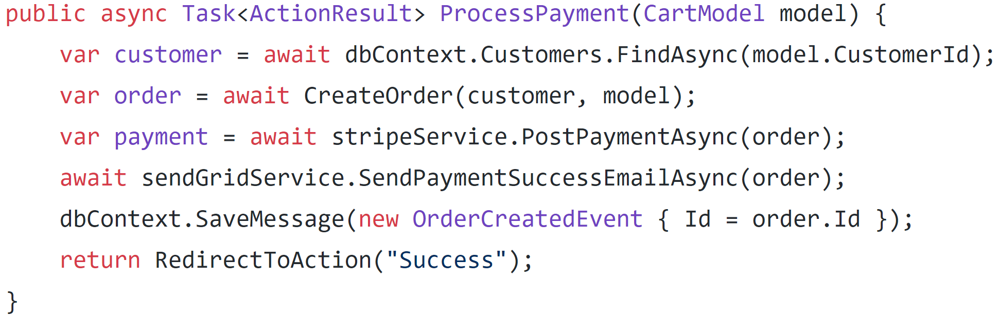 public async Task<ActionResult> ProcessPayment(CartModel model) {
    var customer = await dbContext.Customers.FindAsync(model.CustomerId);
    var order = await CreateOrder(customer, model);
    var payment = await stripeService.PostPaymentAsync(order);
    await sendGridService.SendPaymentSuccessEmailAsync(order);
    dbContext.SaveMessage(new OrderCreatedEvent { Id = order.Id });
    return RedirectToAction("Success");
}